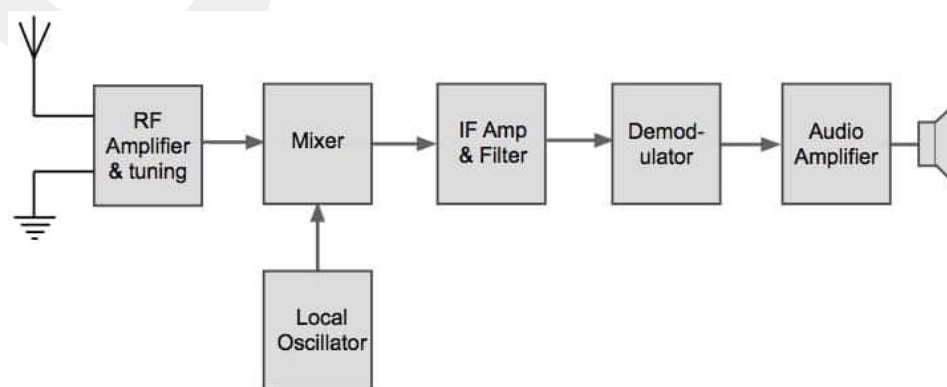 RF
Amplifier
& tuning
Mixer
IF Amp
& Filter
Demod-
ulator
Audio
Amplifier
Local
Oscillator